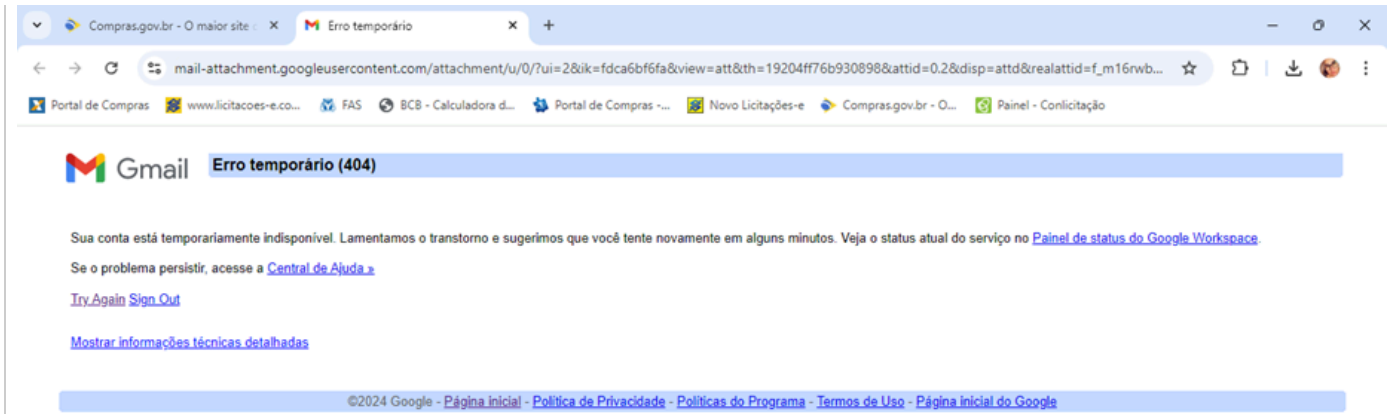 Compras.gov.br - O maior site
Erro temporário
mail-attachment.googleusercontent.com/attachment/u/0/?ui=2&ik=fdca6bf6fa&view=att&th=19204ff76b930898&attid=0.2&disp=attd&realattid=f_m16rwb...
Portal de Compras www.licitacoes-e.co... FAS BCB - Calculadora d... Portal de Compras -... Novo Licitações-e Compras.gov.br - O... Painel - Conlicitação
Gmail Erro temporário (404)
Sua conta está temporariamente indisponível. Lamentamos o transtorno e sugerimos que você tente novamente em alguns minutos. Veja o status atual do serviço no Painel de status do Google Workspace.
Se o problema persistir, acesse a Central de Ajuda »
Try Again Sign Out
Mostrar informações técnicas detalhadas
©2024 Google - Página inicial - Política de Privacidade - Políticas do Programa - Termos de Uso - Página inicial do Google